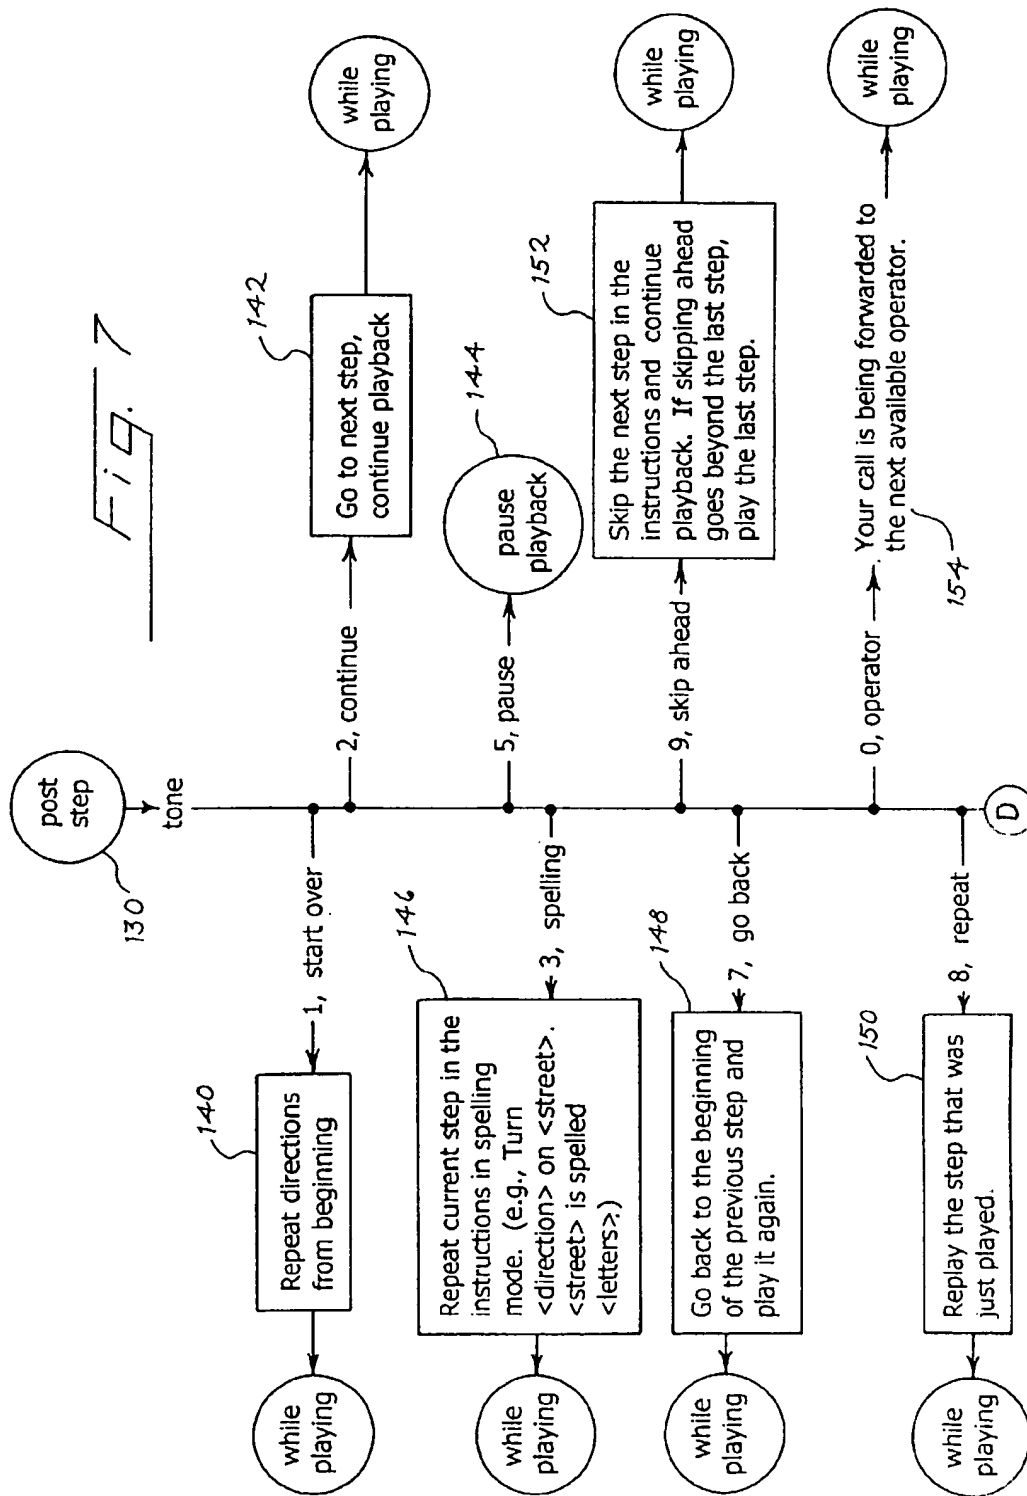 Fig. 7
post
step
130
tone
1, start over
140
Repeat directions
from beginning
while
playing
2, continue
142
Go to next step,
continue playback
while
playing
5, pause
144
pause
playback
3, spelling
146
Repeat current step in the
instructions in spelling
mode. (e.g., Turn
<direction> on <street>.
<street> is spelled
<letters>.)
while
playing
9, skip ahead
152
Skip the next step in the
instructions and continue
playback. If skipping ahead
goes beyond the last step,
play the last step.
while
playing
7, go back
148
Go back to the beginning
of the previous step and
play it again.
while
playing
0, operator
Your call is being forwarded to
the next available operator.
154
while
playing
8, repeat
150
Replay the step that was
just played.
while
playing
D